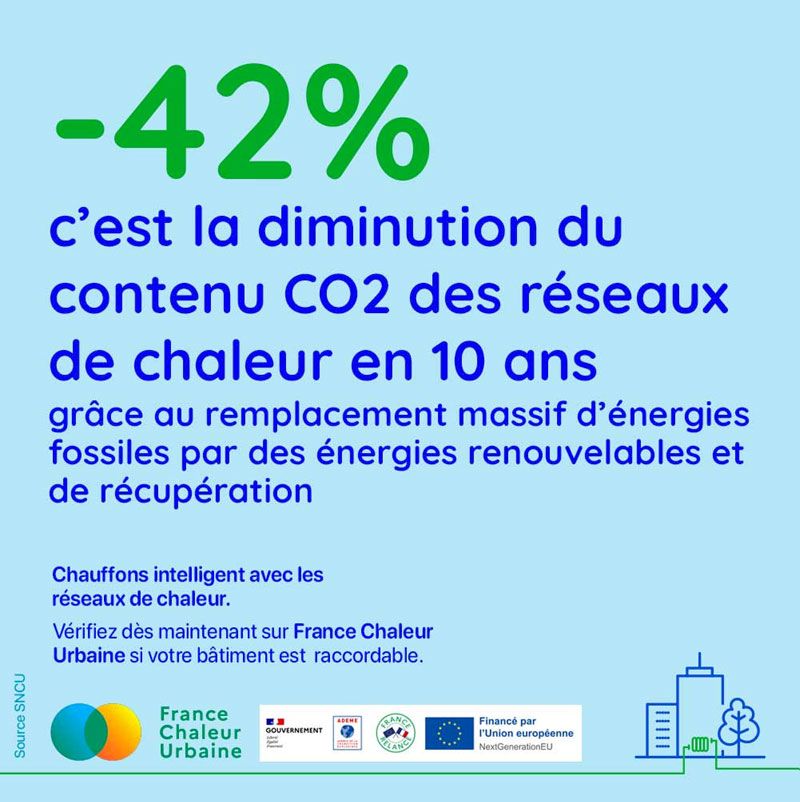 -42%
c'est la diminution du
contenu CO2 des réseaux
de chaleur en 10 ans
grâce au remplacement massif d'énergies
fossiles par des énergies renouvelables et
de récupération
Chauffons intelligent avec les
réseaux de chaleur.
Vérifiez dès maintenant sur France Chaleur
Urbaine si votre bâtiment est raccordable.
Source SNCU
France
Chaleur
Urbaine
GOUVERNEMENT
Liberté
Égalité
Fraternité
ADEME
FRANCE
RELANCE
Financé par
l'Union européenne
NextGenerationEU